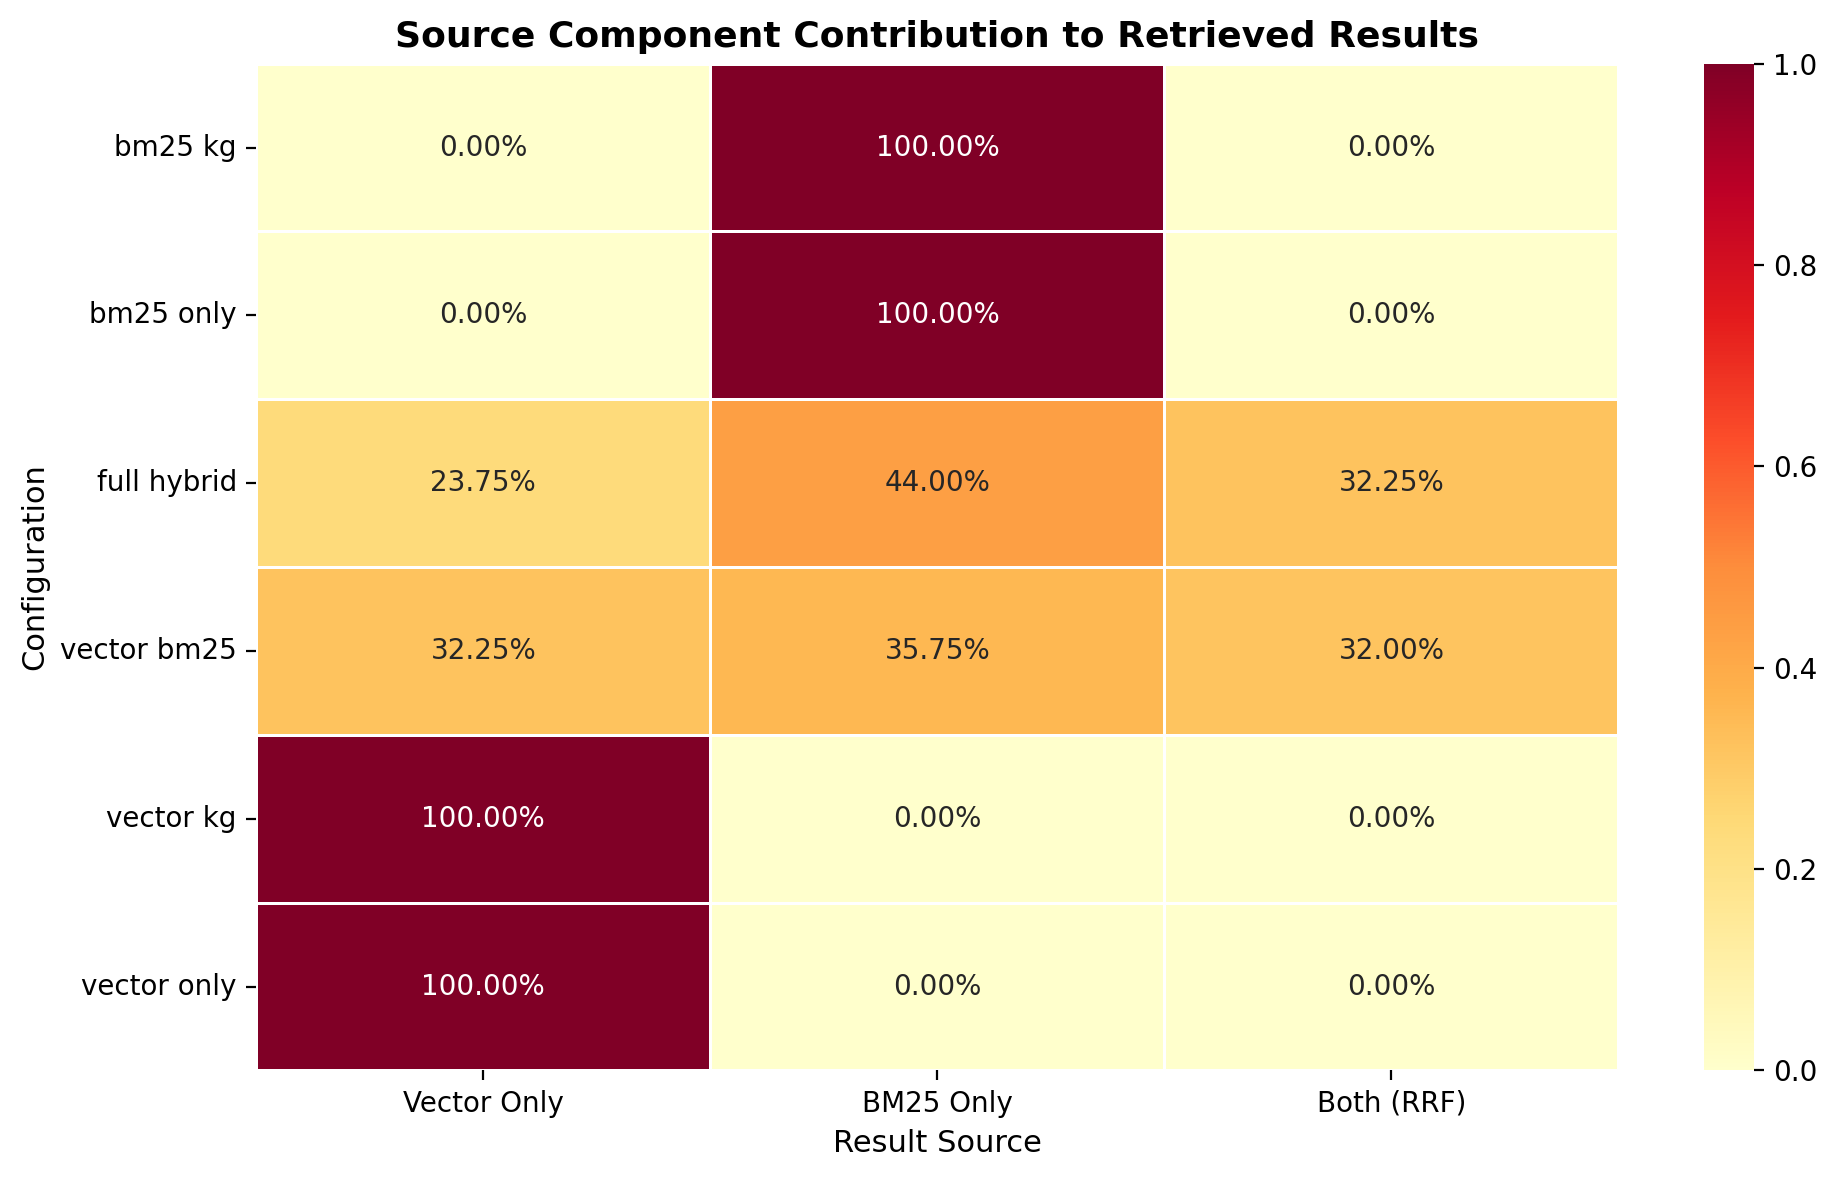 Source Component Contribution to Retrieved Results
Configuration
bm25 kg
0.00%
100.00%
0.00%
bm25 only
0.00%
100.00%
0.00%
full hybrid
23.75%
44.00%
32.25%
vector bm25
32.25%
35.75%
32.00%
vector kg
100.00%
0.00%
0.00%
vector only
100.00%
0.00%
0.00%
Vector Only
BM25 Only
Both (RRF)
Result Source
1.0
0.8
0.6
0.4
0.2
0.0